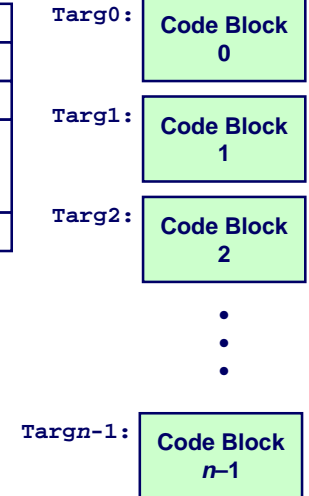 Targ0:
Code Block
0
Targ1:
Code Block
1
Targ2:
Code Block
2
•
•
•
Targn-1:
Code Block
n–1